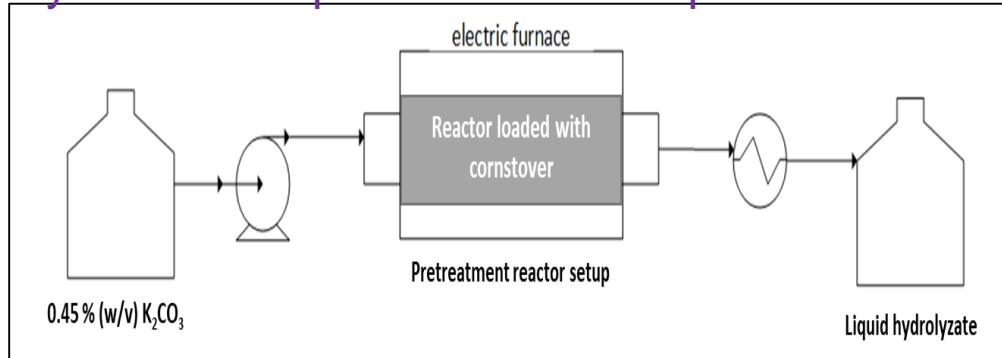 electric furnace
Reactor loaded with
cornstover
Pretreatment reactor setup
0.45 % (w/v) K₂CO₃
Liquid hydrolyzate